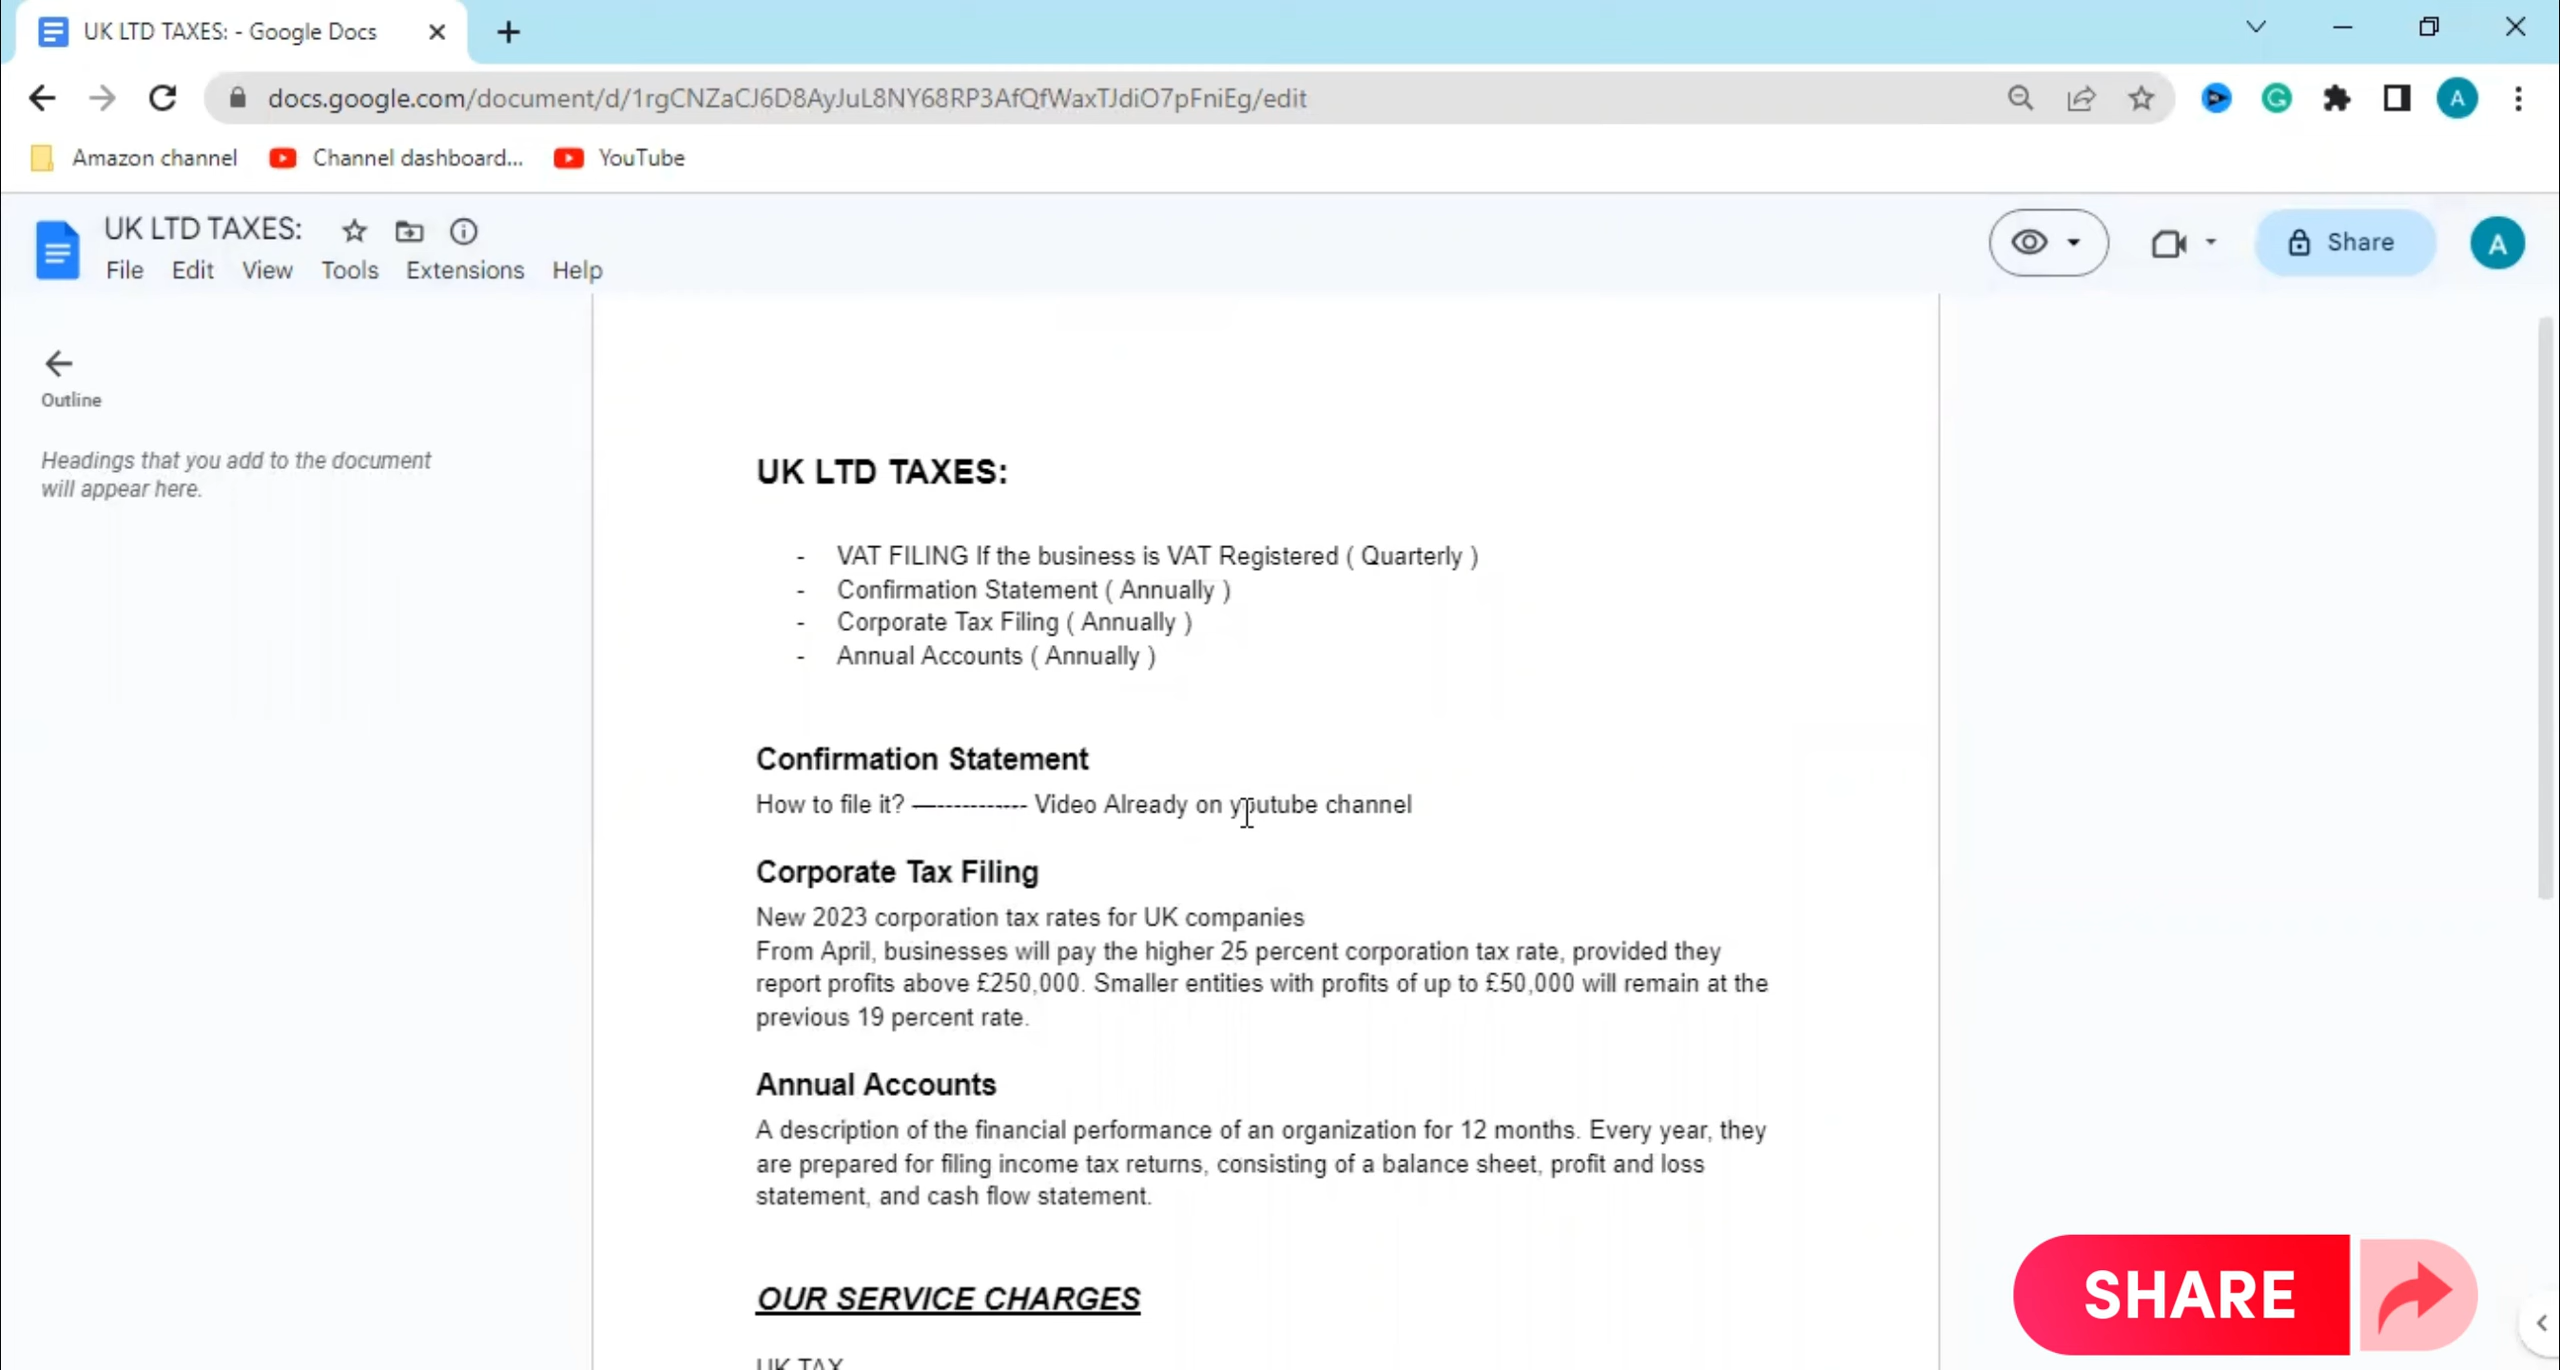 UK LTD TAXES: - Google Docs
docs.google.com/document/d/1rgCNZaCJ6D8AyJuL8NY68RP3AfQfWaxTJdiO7pFniEg/edit
A
Amazon channel
Channel dashboard...
YouTube
UK LTD TAXES:
File Edit View Tools Extensions Help
Share
A
Outline
Headings that you add to the document
will appear here.
UK LTD TAXES:
- VAT FILING If the business is VAT Registered ( Quarterly )
- Confirmation Statement ( Annually )
- Corporate Tax Filing ( Annually )
- Annual Accounts ( Annually )
Confirmation Statement
How to file it? —------------ Video Already on youtube channel
Corporate Tax Filing
New 2023 corporation tax rates for UK companies
From April, businesses will pay the higher 25 percent corporation tax rate, provided they
report profits above £250,000. Smaller entities with profits of up to £50,000 will remain at the
previous 19 percent rate.
Annual Accounts
A description of the financial performance of an organization for 12 months. Every year, they
are prepared for filing income tax returns, consisting of a balance sheet, profit and loss
statement, and cash flow statement.
OUR SERVICE CHARGES
UK TAX
SHARE